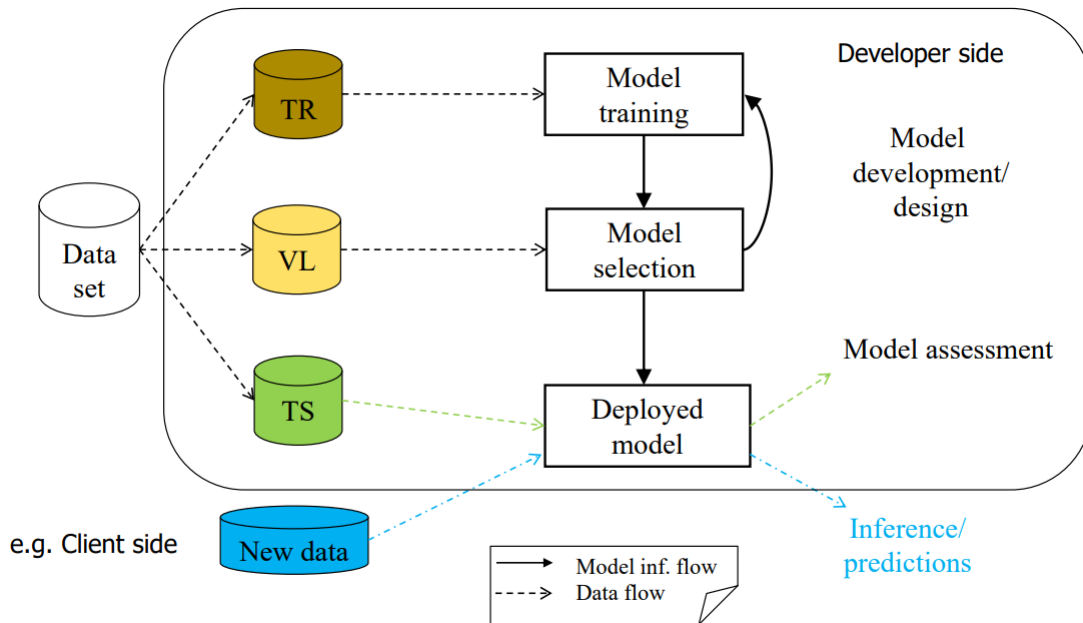 Developer side
TR
Model
training
Model
development/
design
Data
set
VL
Model
selection
Model assessment
TS
Deployed
model
e.g. Client side
New data
Inference/
predictions
Model inf. flow
Data flow